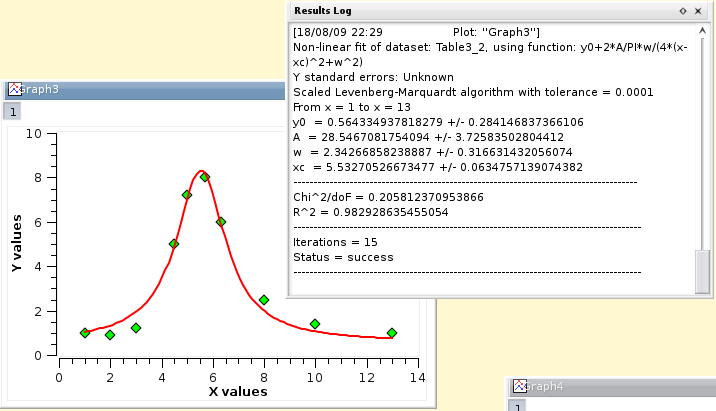 Results Log
[18/08/09 22:29 Plot: ''Graph3'']
Non-linear fit of dataset: Table3_2, using function: y0+2*A/PI*w/(4*(x-
xc)^2+w^2)
Y standard errors: Unknown
Scaled Levenberg-Marquardt algorithm with tolerance = 0.0001
From x = 1 to x = 13
y0 = 0.564334937818279 +/- 0.284146837366106
A = 28.5467081754094 +/- 3.72583502804412
w = 2.34266858238887 +/- 0.316631432056074
xc = 5.53270526673477 +/- 0.0634757139074382
--------------------------------------------------------------------------------------
Chi^2/doF = 0.205812370953866
R^2 = 0.982928635455054
---------------------------------------------------------------------------------------
Iterations = 15
Status = success
---------------------------------------------------------------------------------------
Graph3
1
10
8
6
4
2
0
Y values
0 2 4 6 8 10 12 14
X values
Graph4
1